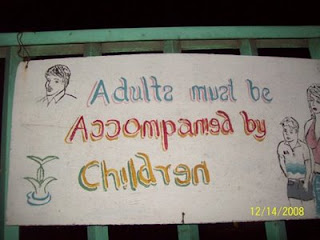 Adults must be
Accompanied by
Children
12/14/2008